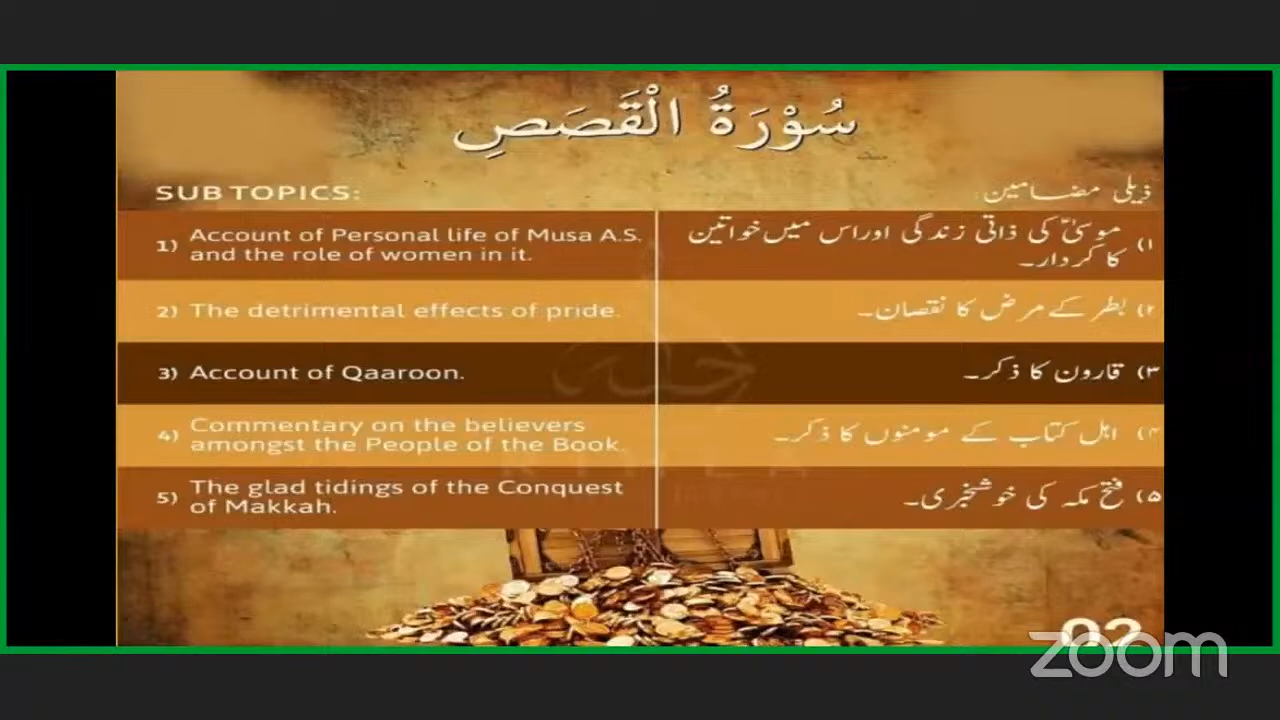 سُوْرَةُ الْقَصَصِ
SUB TOPICS:
ذیلی مضامین:
1) Account of Personal life of Musa A.S.
and the role of women in it.
۱) موسیٰؑ کی ذاتی زندگی اوراس میں خواتین
کا کردار۔
2) The detrimental effects of pride.
۲) بطر کے مرض کا نقصان۔
3) Account of Qaaroon.
۳) قارون کا ذکر۔
4) Commentary on the believers
amongst the People of the Book.
۴) اہل کتاب کے مومنوں کا ذکر۔
5) The glad tidings of the Conquest
of Makkah.
۵) فتح مکہ کی خوشخبری۔
02
zoom